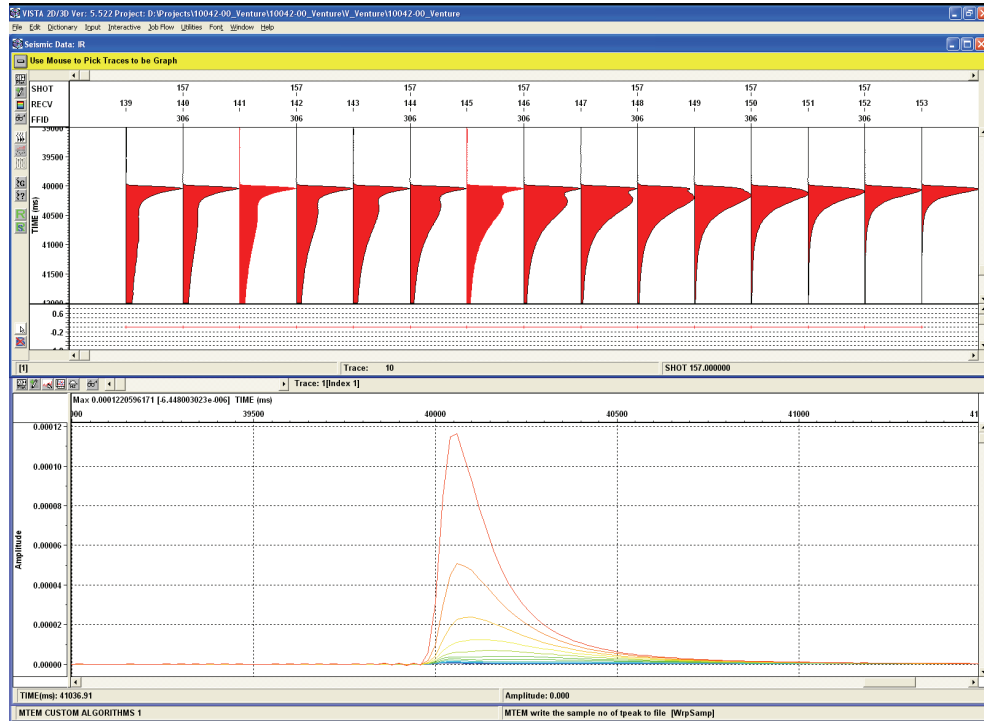 VISTA 2D/3D Ver: 5.522 Project: D:\Projects\10042-00_Venture\10042-00_Venture\V_Venture\10042-00_Venture
File Edit Dictionary Input Interactive Job Flow Utilities Font Window Help
Seismic Data: IR
Use Mouse to Pick Traces to be Graph
SHOT 157 157 157 157 157 157 157
RECV 139 140 141 142 143 144 145 146 147 148 149 150 151 152 153
FFID 306 306 306 306 306 306 306
39000
39500
40000
40500
41000
41500
42000
TIME (ms)
0.6
-0.2
-1.0
[1] Trace: 10 SHOT 157.000000
Trace: 1[Index 1]
Max 0.0001220596171 [-6.448003023e-006] TIME (ms)
000 39500 40000 40500 41000 41
0.00012
0.00010
0.00008
0.00006
0.00004
0.00002
0.00000
Amplitude
TIME(ms): 41036.91 Amplitude: 0.000
MTEM CUSTOM ALGORITHMS 1 MTEM write the sample no of tpeak to file [WrpSamp]